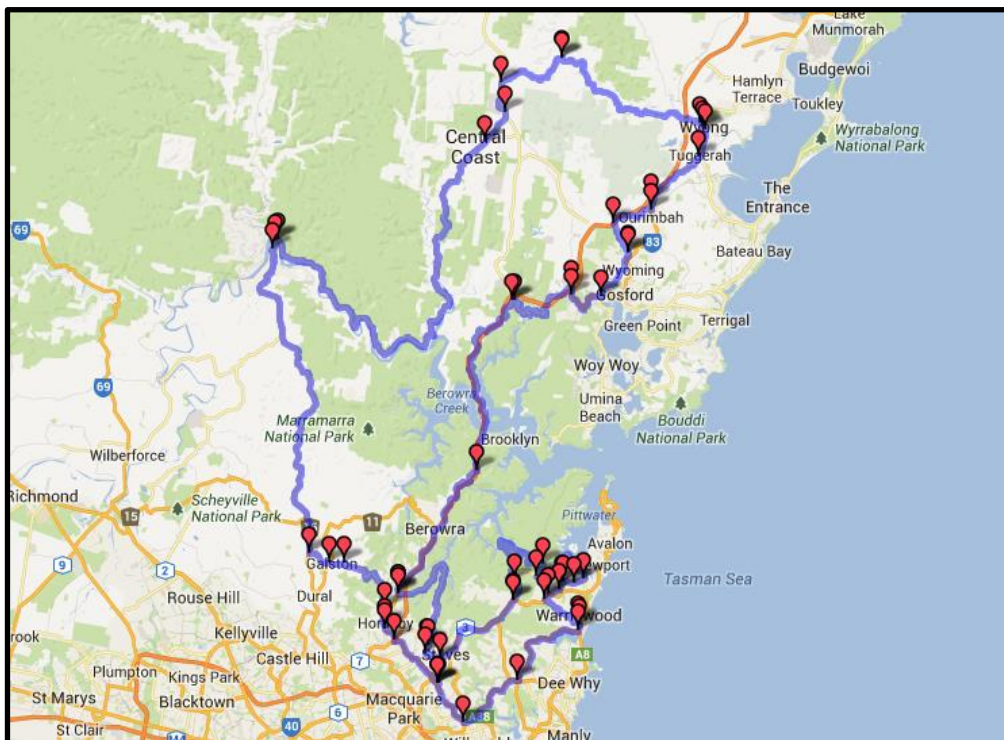 Lake
Munmorah
Hamlyn
Terrace
Budgewoi
Toukley
Wyong
Tuggerah
Wyrrabalong
National Park
Central
Coast
The
Entrance
69
Ourimbah
83
Bateau Bay
Wyoming
Gosford
Green Point
Terrigal
Woy Woy
69
Umina
Beach
Berowra
Creek
Bouddi
National Park
Marramarra
National Park
Brooklyn
Wilberforce
Richmond
15
Scheyville
National Park
11
Berowra
Pittwater
Avalon
9
2
Galston
Tasman Sea
Rouse Hill
Dural
3
Kellyville
7
A8
Castle Hill
Plumpton
Kings Park
Macquarie
Park
Dee Why
St Marys
Blacktown
6
A38
40
St Clair
Manly